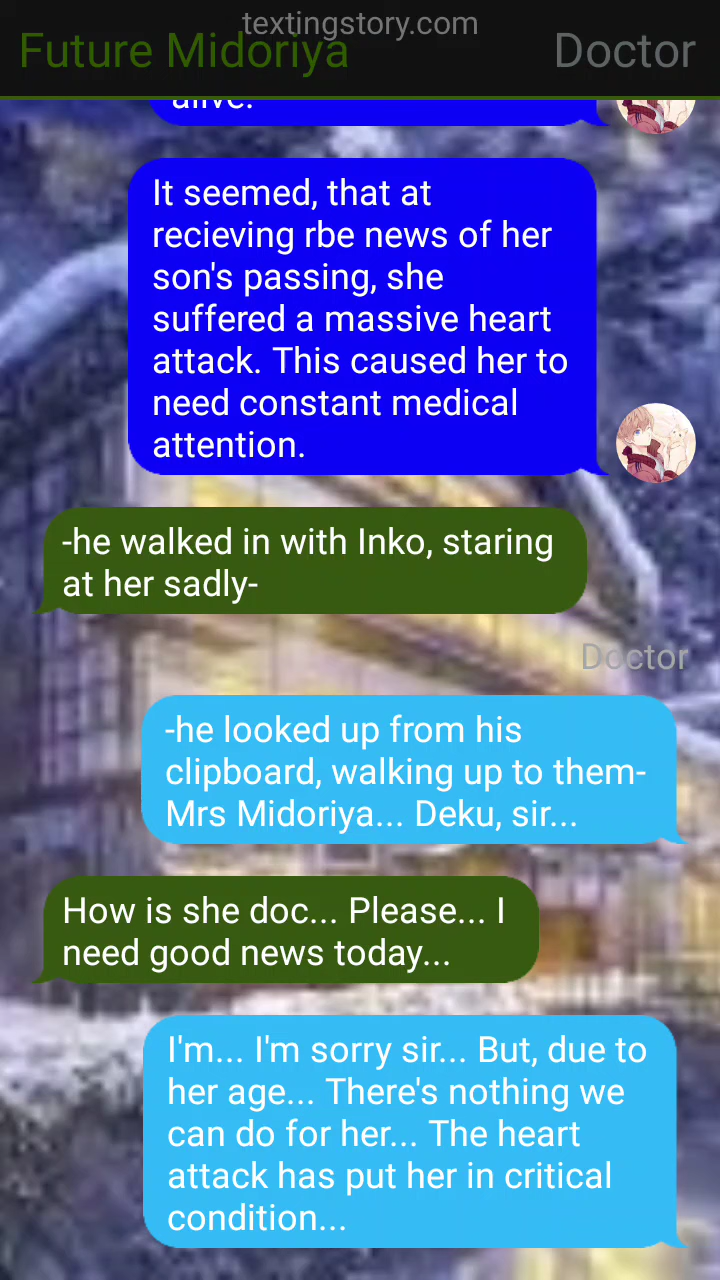 textingstory.com
Future Midoriya
Doctor
alive.
It seemed, that at
recieving rbe news of her
son's passing, she
suffered a massive heart
attack. This caused her to
need constant medical
attention.
-he walked in with Inko, staring
at her sadly-
Doctor
-he looked up from his
clipboard, walking up to them-
Mrs Midoriya... Deku, sir...
How is she doc... Please... I
need good news today...
I'm... I'm sorry sir... But, due to
her age... There's nothing we
can do for her... The heart
attack has put her in critical
condition...